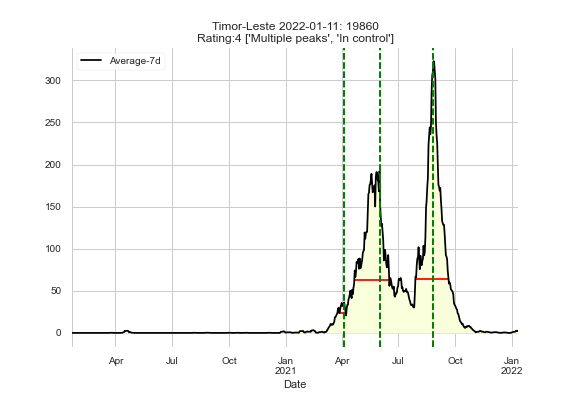 Timor-Leste 2022-01-11: 19860
Rating:4 ['Multiple peaks', 'In control']
Average-7d
300
250
200
150
100
50
0
Apr
Jul
Oct
Jan
2021
Apr
Jul
Oct
Jan
2022
Date